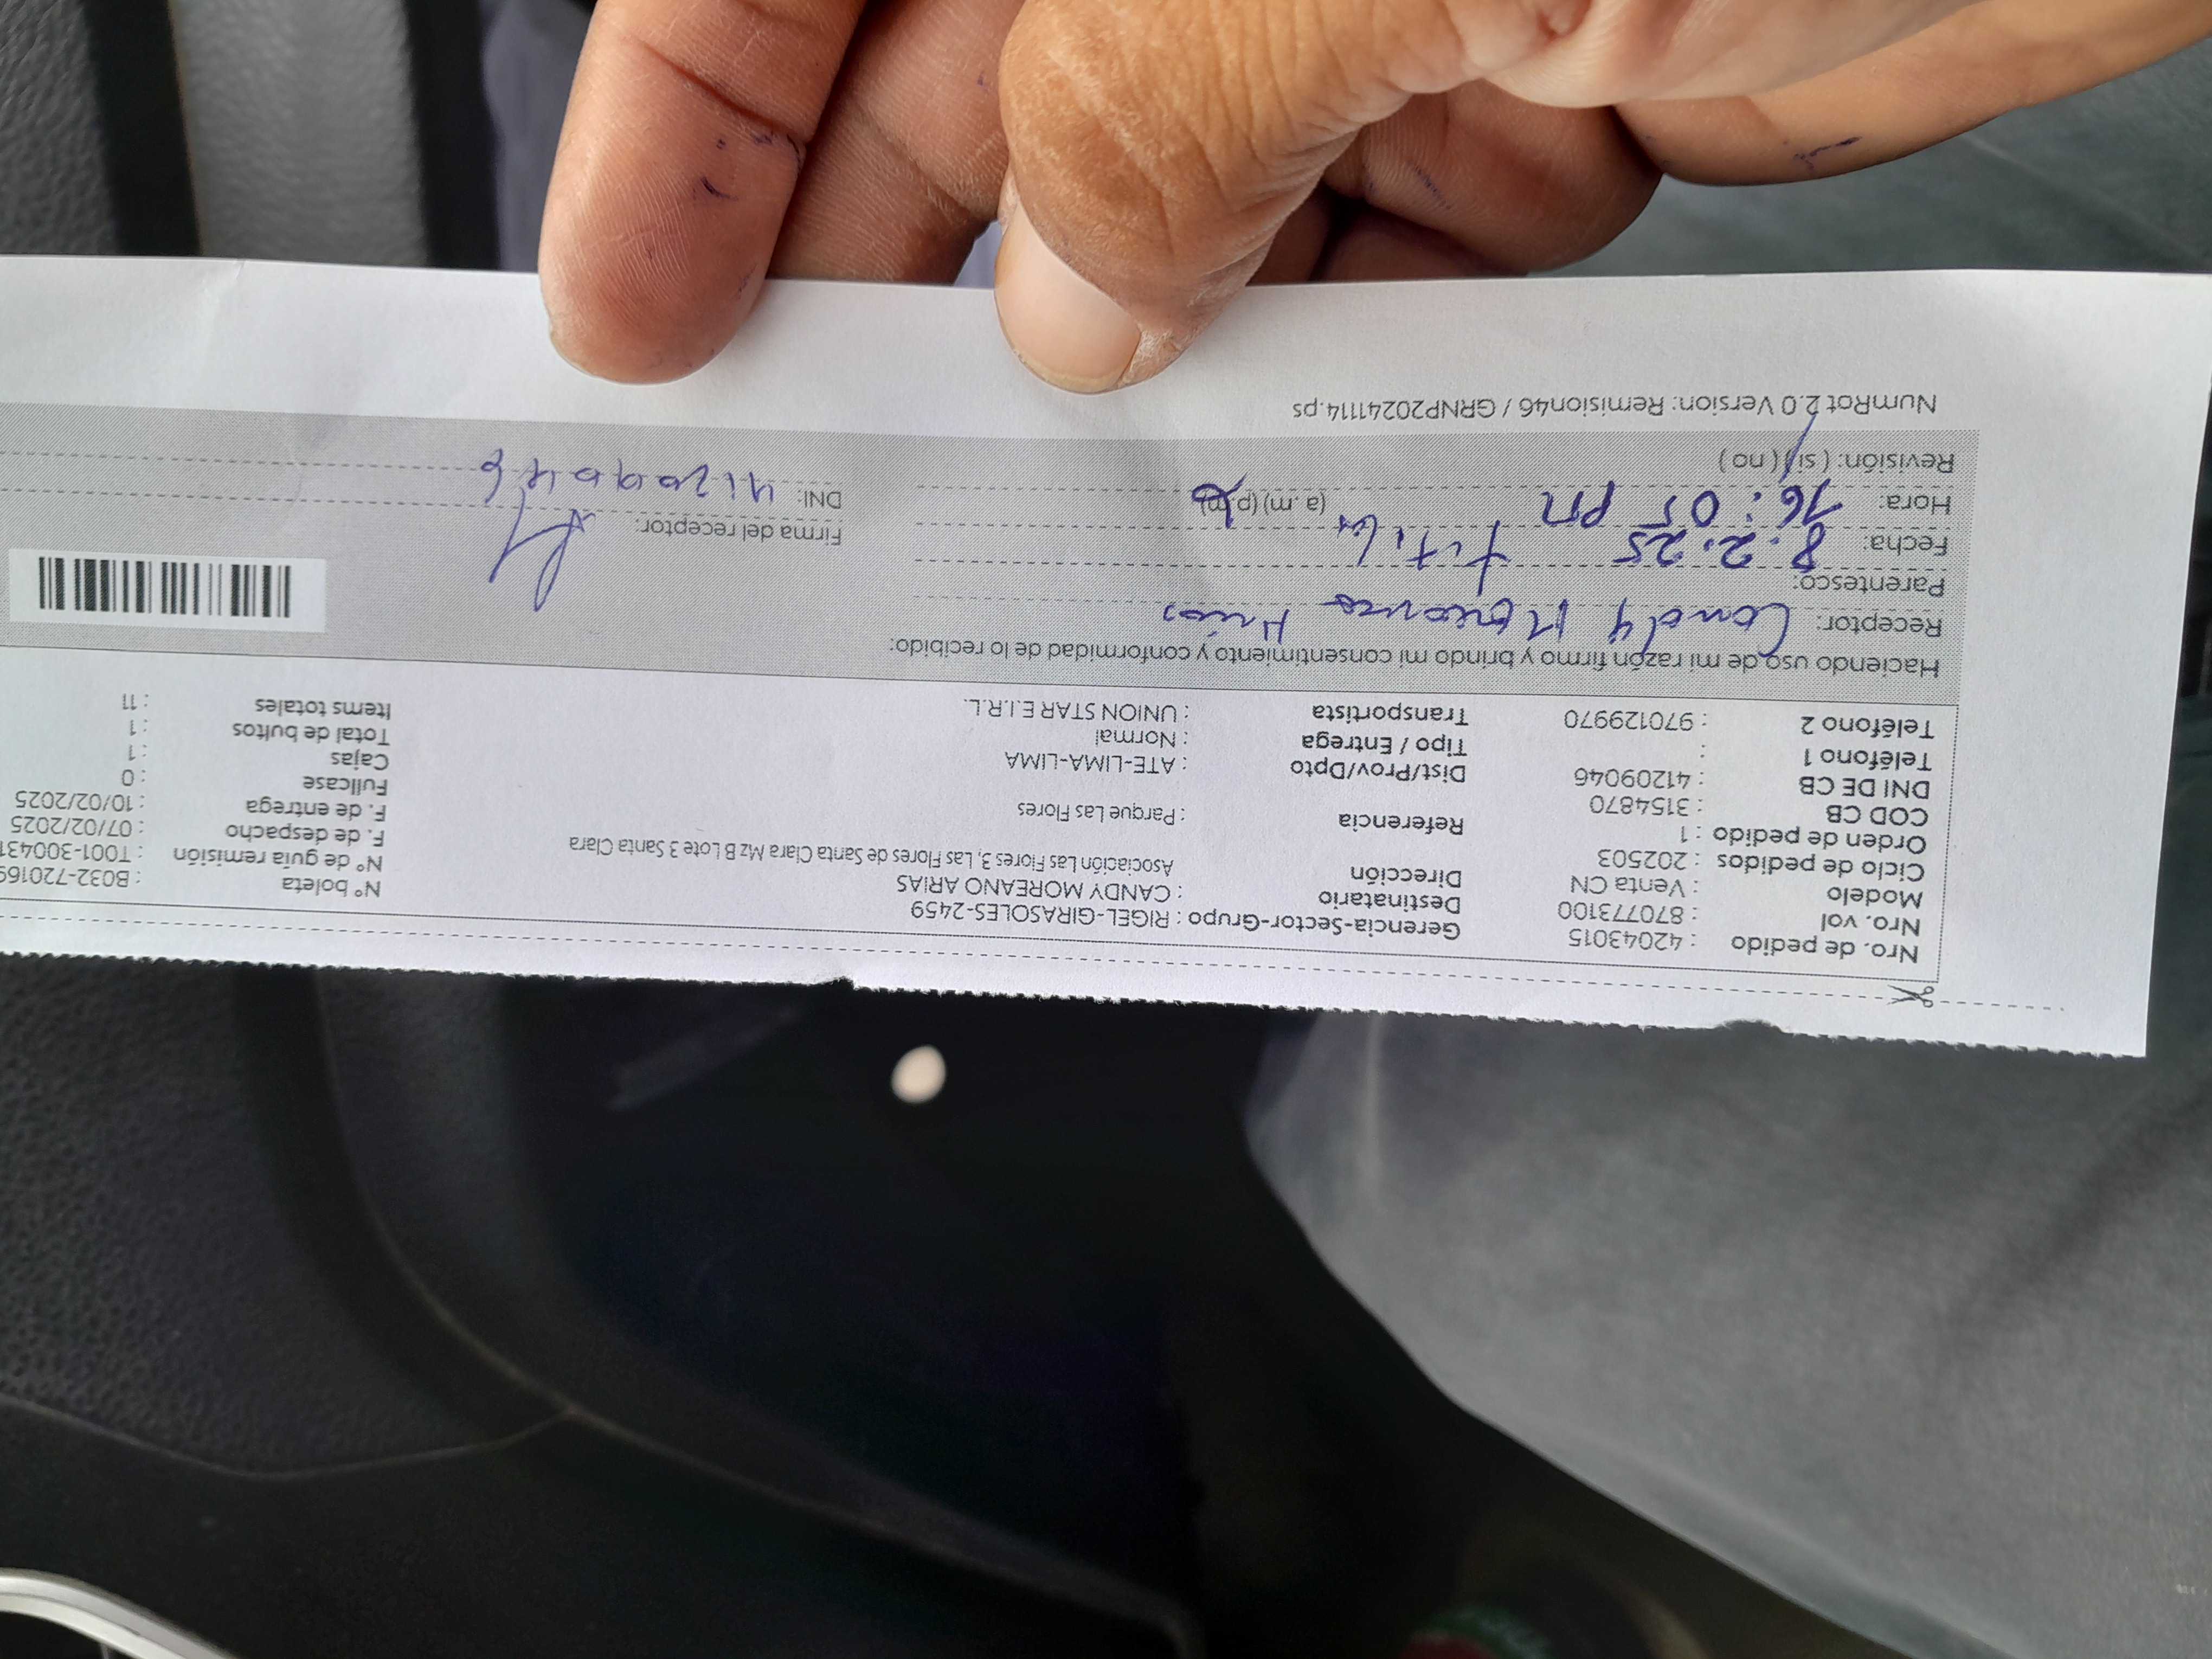 Nro. de pedido : 42043015 Gerencia-Sector-Grupo : RIGEL-GIRASOLES-2459 N° boleta : B032-720169
Nro. vol : 870773100 Destinatario : CANDY MOREANO ARIAS N° de guía remisión : T001-300431
Modelo : Venta CN Dirección Asociación Las Flores 3, Las Flores de Santa Clara Mz B Lote 3 Santa Clara F. de despacho : 07/02/2025
Ciclo de pedidos : 202503 F. de entrega : 10/02/2025
Orden de pedido : 1 Referencia : Parque Las Flores Fullcase : 0
COD CB : 3154870 Dist/Prov/Dpto : ATE-LIMA-LIMA Cajas : 1
DNI DE CB : 41209046 Tipo / Entrega : Normal Total de bultos : 1
Teléfono 1 : Transportista : UNION STAR E.I.R.L. Items totales : 11
Teléfono 2 : 970129970
Haciendo uso de mi razón firmo y brindo mi consentimiento y conformidad de lo recibido:
Receptor: Candy Moreano Arias
Parentesco: titular
Fecha: 8.2.25 Firma del receptor:
Hora: 16:05 PM (a.m) (p.m) DNI: 41209046
Revisión: ( si ) ( no )
NumRot 2.0 Version: Remision46 / GRNP20241114.ps